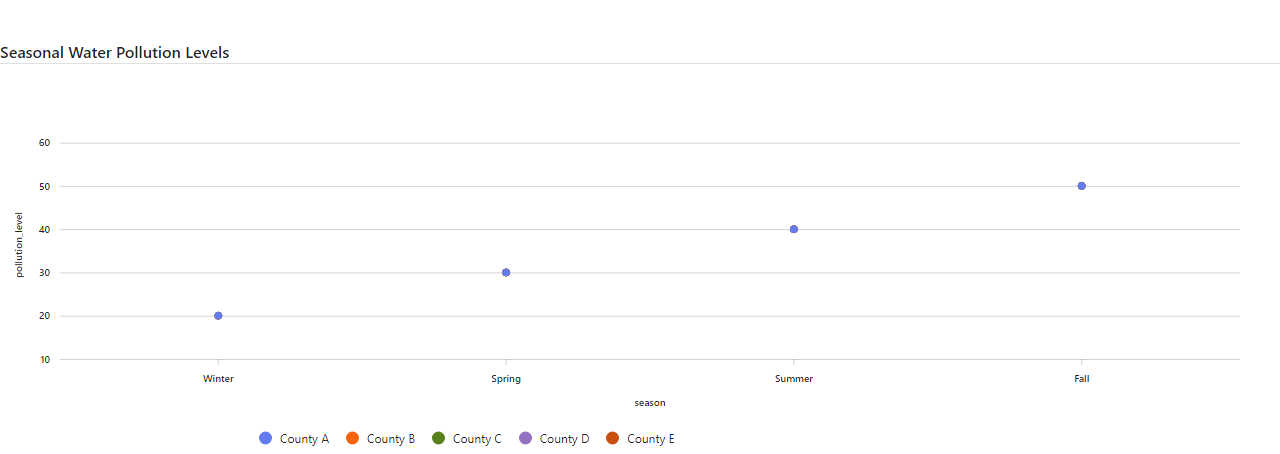 Seasonal Water Pollution Levels
60
50
40
30
20
10
pollution_level
Winter Spring Summer Fall
season
County A County B County C County D County E